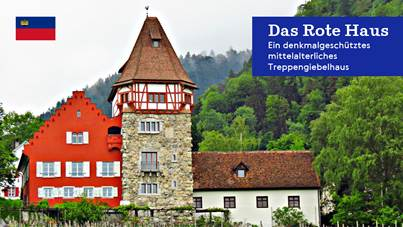 Das Rote Haus
Ein denkmalgeschütztes
mittelalterliches
Treppengiebelhaus